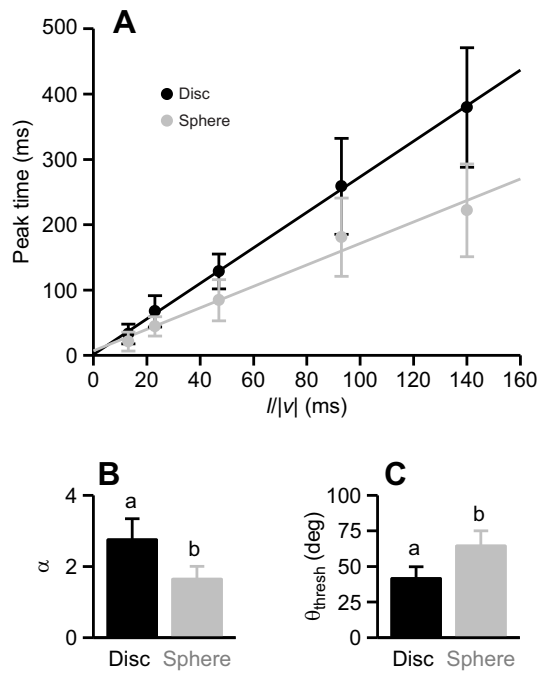 A
500
400
300
200
100
0
Peak time (ms)
Disc
Sphere
0 20 40 60 80 100 120 140 160
l/|v| (ms)
B
4
2
0
α
a
b
Disc Sphere
C
100
75
50
25
0
θthresh (deg)
a
b
Disc Sphere